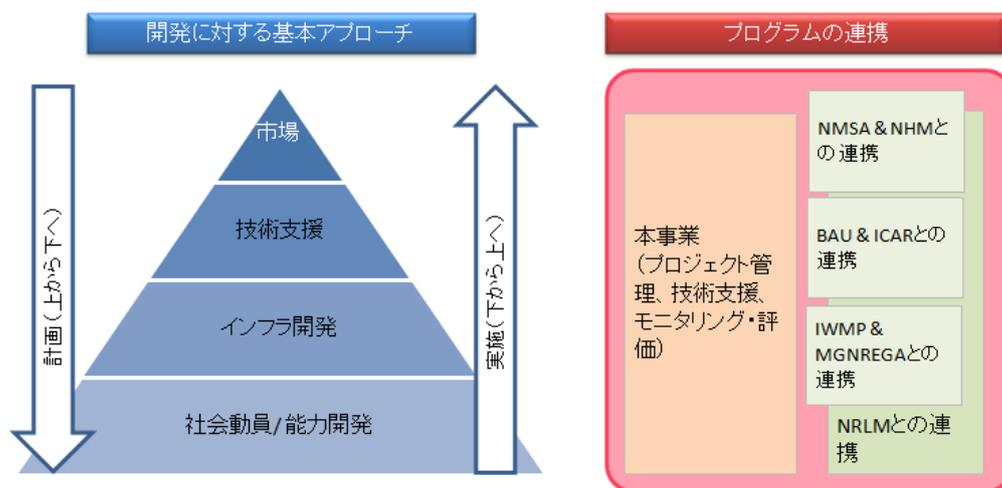 開発に対する基本アプローチ
市場
技術支援
インフラ開発
社会動員/能力開発
計画(上から下へ)
実施(下から上へ)
プログラムの連携
本事業
(プロジェクト管
理、技術支援、
モニタリング・評
価)
NMSA & NHMと
の連携
BAU & ICARとの
連携
IWMP &
MGNREGAとの
連携
NRLMとの連
携